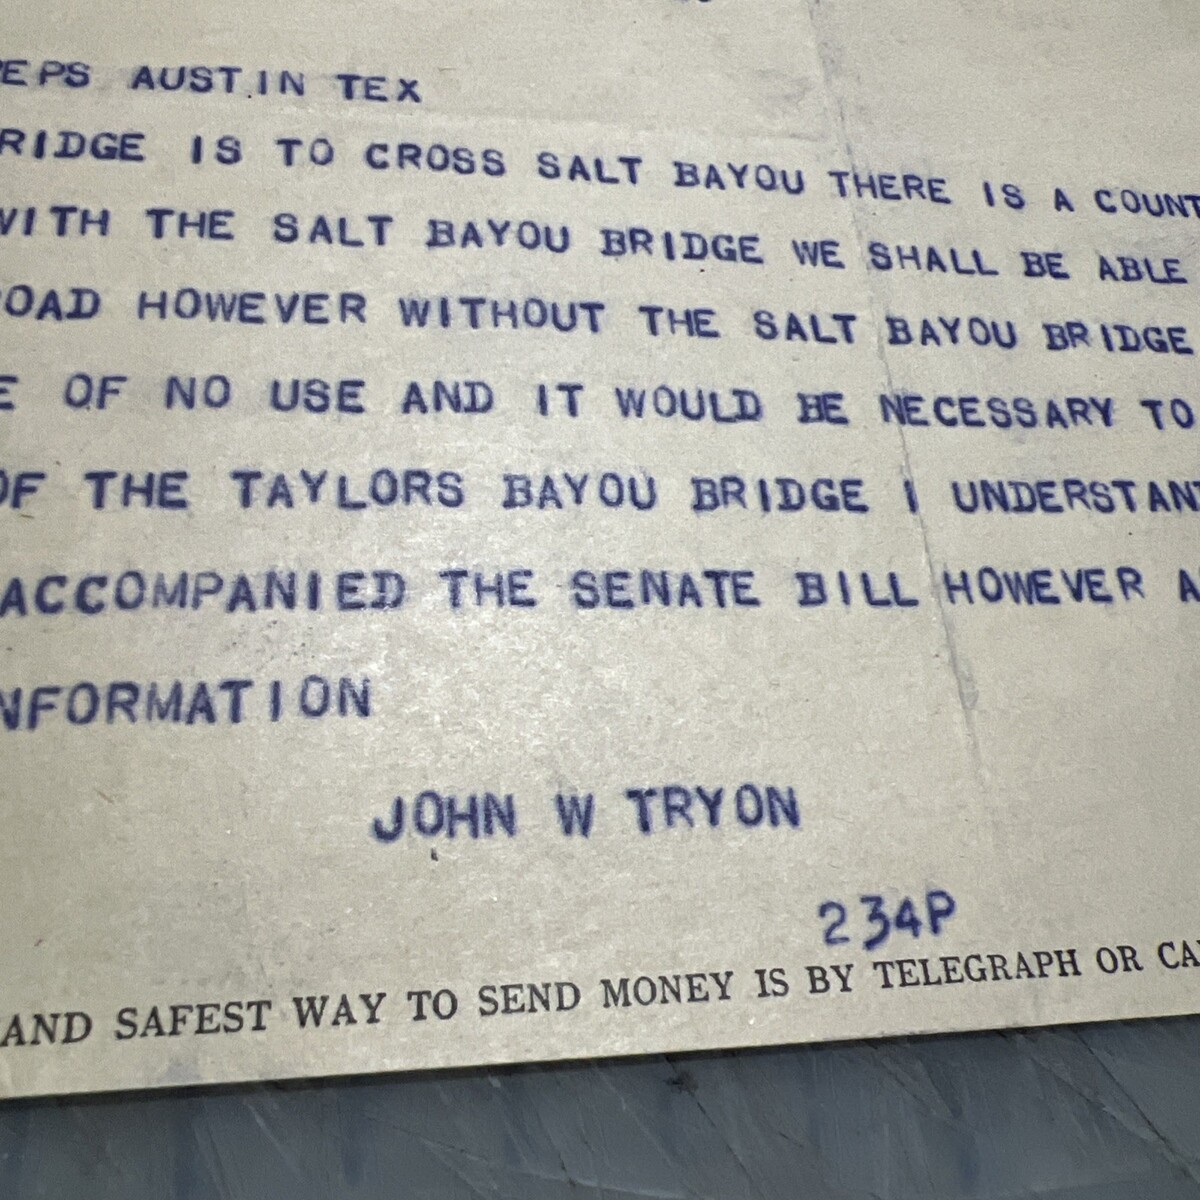 EPS AUSTIN TEX
RIDGE IS TO CROSS SALT BAYOU THERE IS A COUNT
WITH THE SALT BAYOU BRIDGE WE SHALL BE ABLE
OAD HOWEVER WITHOUT THE SALT BAYOU BRIDGE
E OF NO USE AND IT WOULD BE NECESSARY TO
OF THE TAYLORS BAYOU BRIDGE I UNDERSTAN
ACCOMPANIED THE SENATE BILL HOWEVER A
NFORMATION
JOHN W TRYON
234P
AND SAFEST WAY TO SEND MONEY IS BY TELEGRAPH OR CA